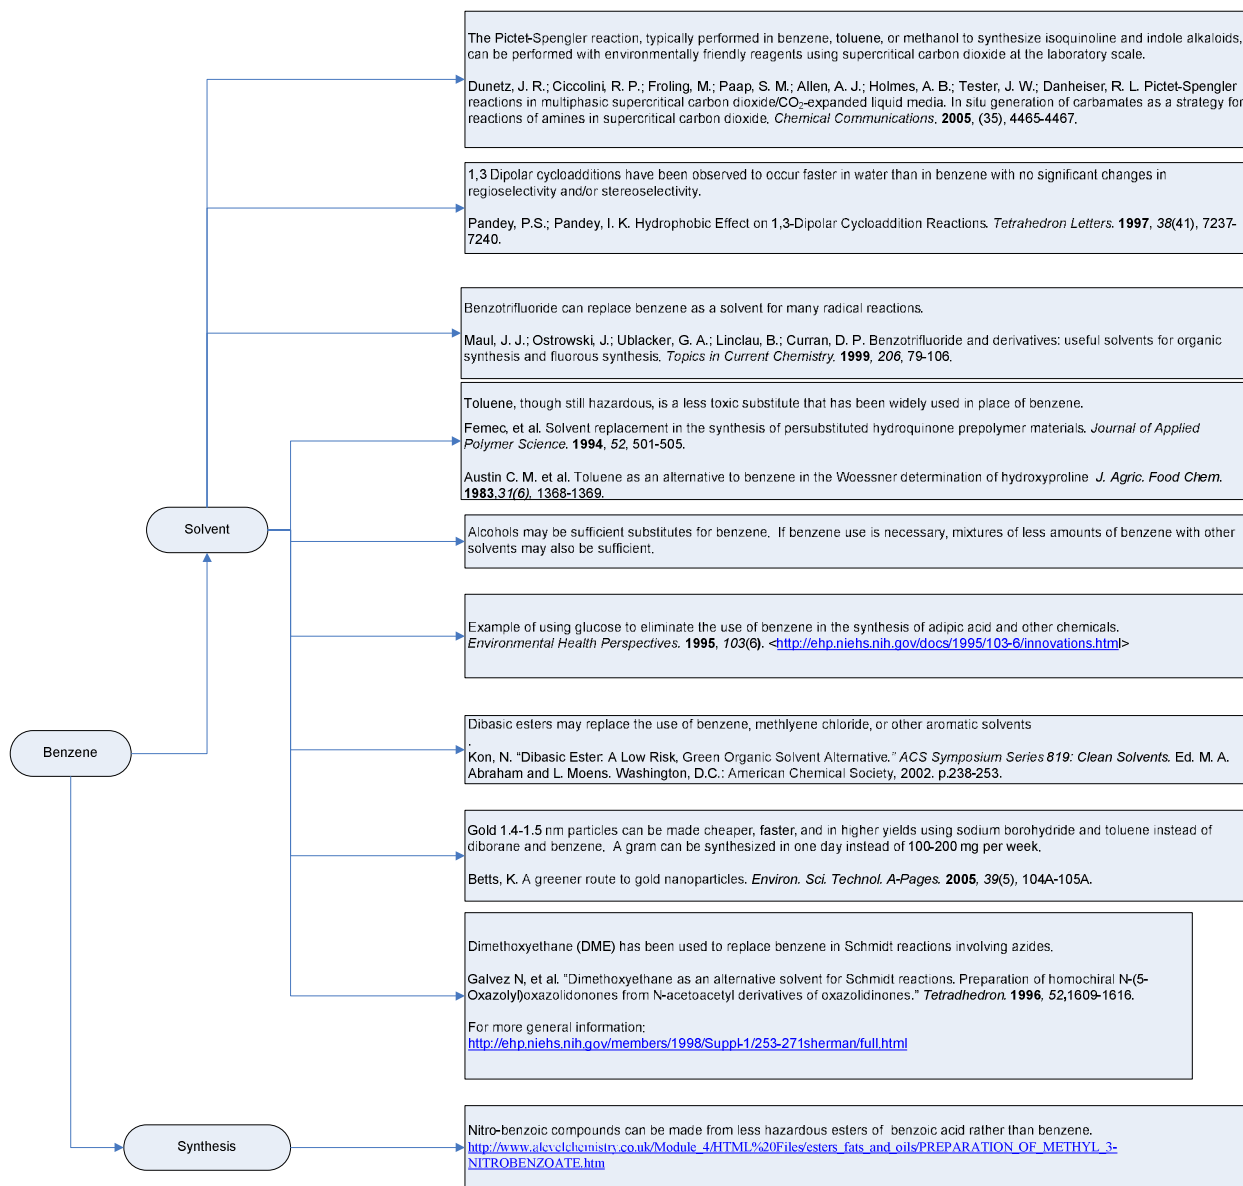 The Pictet-Spengler reaction, typically performed in benzene, toluene, or methanol to synthesize isoquinoline and indole alkaloids,
can be performed with environmentally friendly reagents using supercritical carbon dioxide at the laboratory scale.
Dunetz, J. R.; Ciccolini, R. P.; Froling, M.; Paap, S. M.; Allen, A. J.; Holmes, A. B.; Tester, J. W.; Danheiser, R. L. Pictet-Spengler
reactions in multiphasic supercritical carbon dioxide/CO₂-expanded liquid media. In situ generation of carbamates as a strategy for
reactions of amines in supercritical carbon dioxide. Chemical Communications. 2005, (35), 4465-4467.
1,3 Dipolar cycloadditions have been observed to occur faster in water than in benzene with no significant changes in
regioselectivity and/or stereoselectivity.
Pandey, P.S.; Pandey, I. K. Hydrophobic Effect on 1,3-Dipolar Cycloaddition Reactions. Tetrahedron Letters. 1997, 38(41), 7237-
7240.
Benzotrifluoride can replace benzene as a solvent for many radical reactions.
Maul, J. J.; Ostrowski, J.; Ublacker, G. A.; Linclau, B.; Curran, D. P. Benzotrifluoride and derivatives: useful solvents for organic
synthesis and fluorous synthesis. Topics in Current Chemistry. 1999, 206, 79-106.
Toluene, though still hazardous, is a less toxic substitute that has been widely used in place of benzene.
Femec, et al. Solvent replacement in the synthesis of persubstituted hydroquinone prepolymer materials. Journal of Applied
Polymer Science. 1994, 52, 501-505.
Austin C. M. et al. Toluene as an alternative to benzene in the Woessner determination of hydroxyproline J. Agric. Food Chem.
1983,31(6), 1368-1369.
Solvent
Alcohols may be sufficient substitutes for benzene. If benzene use is necessary, mixtures of less amounts of benzene with other
solvents may also be sufficient.
Example of using glucose to eliminate the use of benzene in the synthesis of adipic acid and other chemicals.
Environmental Health Perspectives. 1995, 103(6). <http://ehp.niehs.nih.gov/docs/1995/103-6/innovations.html>
Benzene
Dibasic esters may replace the use of benzene, methlyene chloride, or other aromatic solvents
.
Kon, N. “Dibasic Ester: A Low Risk, Green Organic Solvent Alternative.” ACS Symposium Series 819: Clean Solvents. Ed. M. A.
Abraham and L. Moens. Washington, D.C.: American Chemical Society, 2002. p.238-253.
Gold 1.4-1.5 nm particles can be made cheaper, faster, and in higher yields using sodium borohydride and toluene instead of
diborane and benzene. A gram can be synthesized in one day instead of 100-200 mg per week.
Betts, K. A greener route to gold nanoparticles. Environ. Sci. Technol. A-Pages. 2005, 39(5), 104A-105A.
Dimethoxyethane (DME) has been used to replace benzene in Schmidt reactions involving azides.
Galvez N, et al. “Dimethoxyethane as an alternative solvent for Schmidt reactions. Preparation of homochiral N-(5-
Oxazolyl)oxazolidonones from N-acetoacetyl derivatives of oxazolidinones.” Tetradhedron. 1996, 52,1609-1616.
For more general information:
http://ehp.niehs.nih.gov/members/1998/Suppl-1/253-271sherman/full.html
Synthesis
Nitro-benzoic compounds can be made from less hazardous esters of benzoic acid rather than benzene.
http://www.alevelchemistry.co.uk/Module_4/HTML%20Files/esters_fats_and_oils/PREPARATION_OF_METHYL_3-
NITROBENZOATE.htm